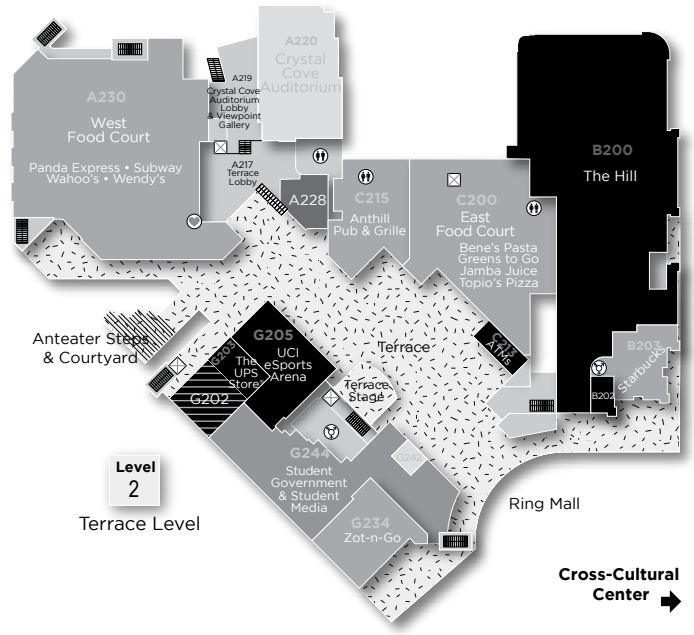 A220
Crystal
Cove
Auditorium
A219
Crystal Cove
Auditorium
Lobby
& Viewpoint
Gallery
A230
West
Food Court
Panda Express • Subway
Wahoo's • Wendy's
A217
Terrace
Lobby
A228
C215
Anthill
Pub & Grille
C200
East
Food Court
Bene's Pasta
Greens to Go
Jamba Juice
Topio's Pizza
B200
The Hill
C213
ATMs
B203
Starbucks
B202
Anteater Steps
& Courtyard
G205
UCI
eSports
Arena
G203
The
UPS
Store
G202
Terrace
Terrace
Stage
G244
Student
Government
& Student
Media
G242
G234
Zot-n-Go
Level
2
Terrace Level
Ring Mall
Cross-Cultural
Center